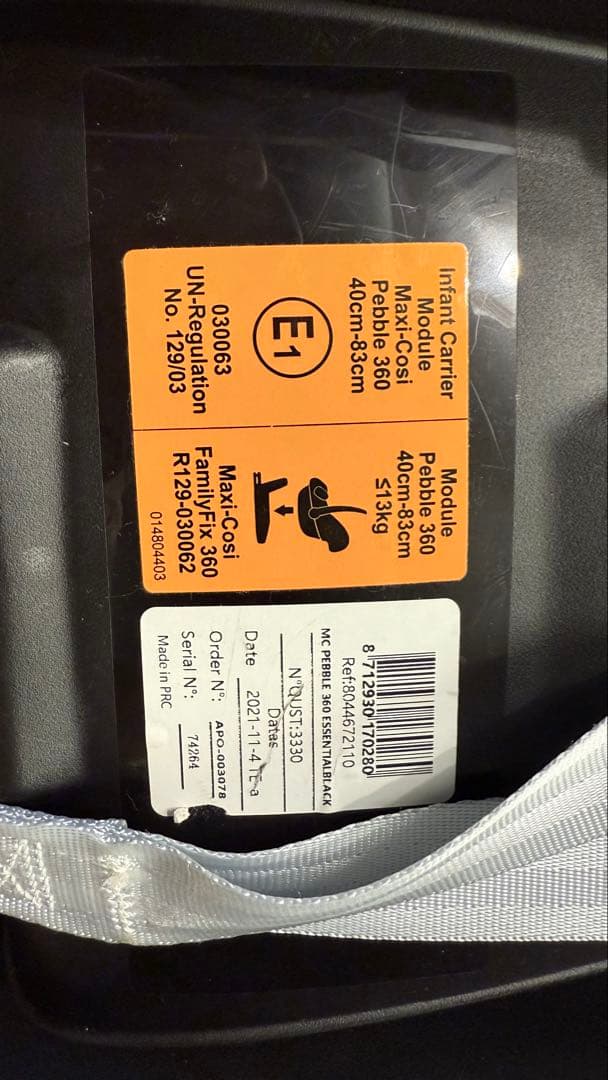 Infant Carrier
Module
Maxi-Cosi
Pebble 360
40cm-83cm
E1
030063
UN-Regulation
No. 129/03
Module
Pebble 360
40cm-83cm
≤13kg
Maxi-Cosi
FamilyFix 360
R129-030062
014804403
8 712930 170280
Ref:8044672110
MC PEBBLE 360 ESSENTIALBLACK
N°OUST:3330
Datas
Date 2021-11-4
Order N°: APO-003078
Serial N°: 74264
Made in PRC